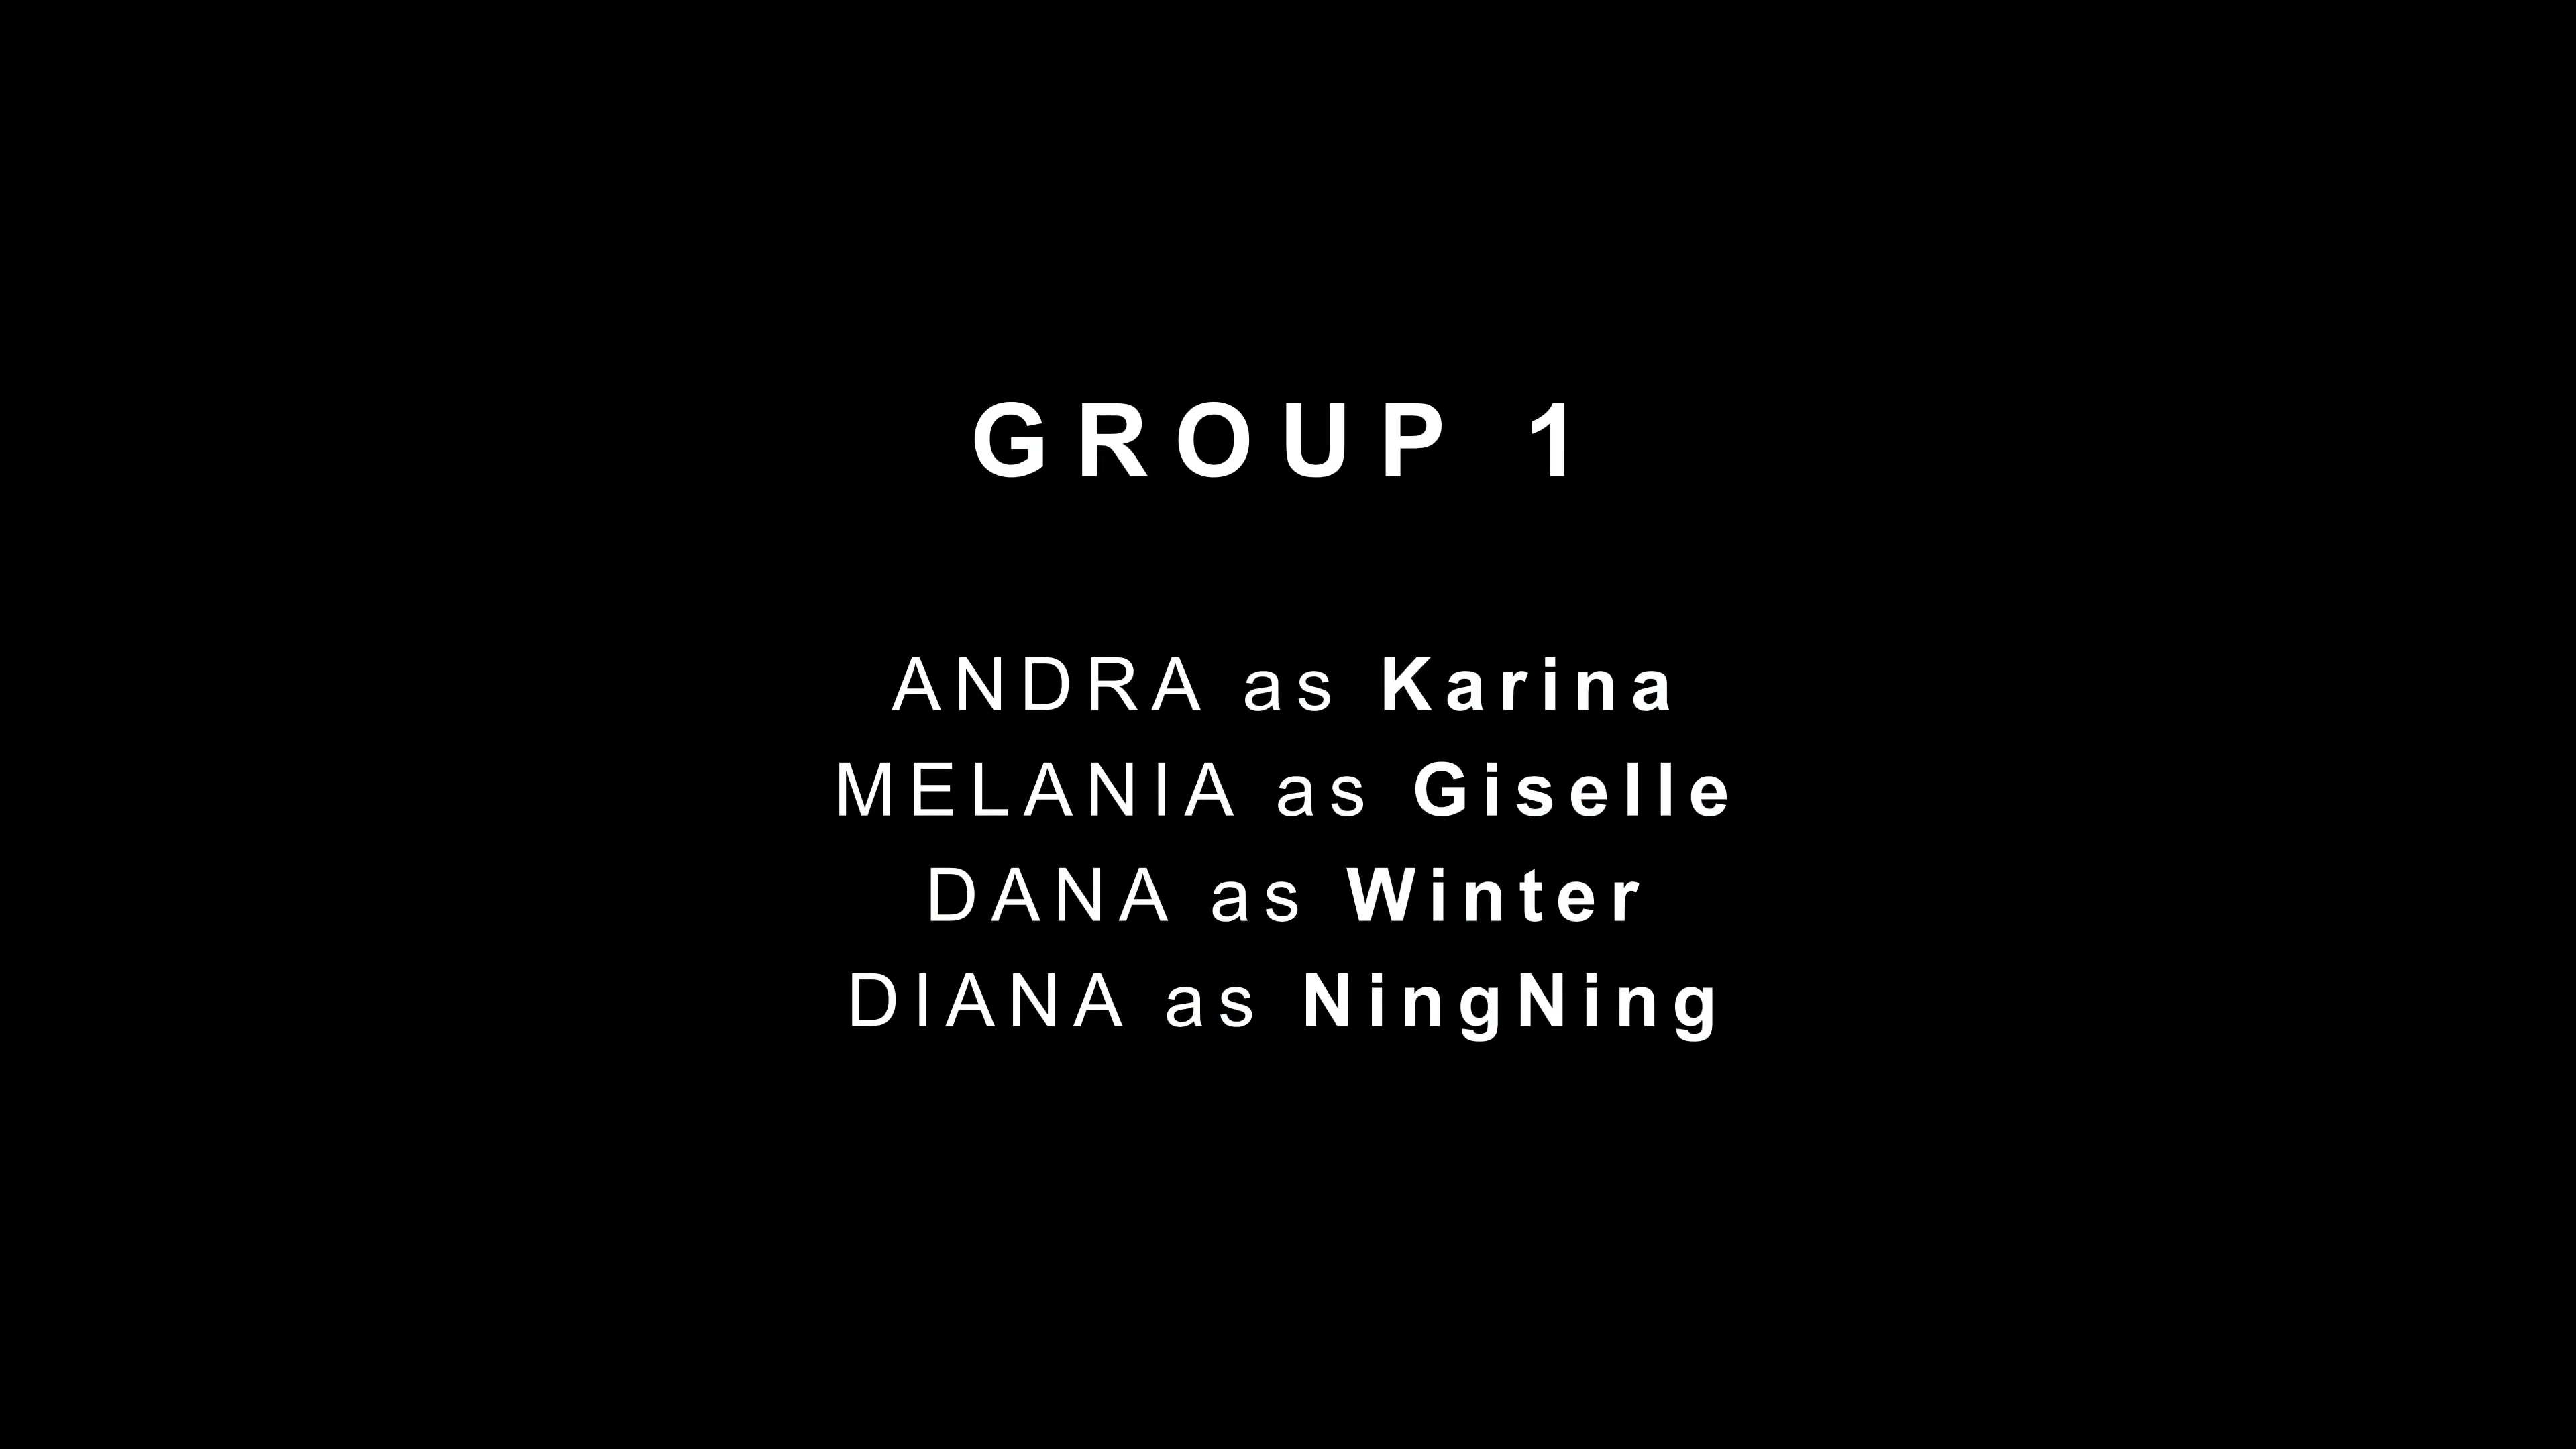 GROUP 1
ANDRA as Karina
MELANIA as Giselle
DANA as Winter
DIANA as NingNing